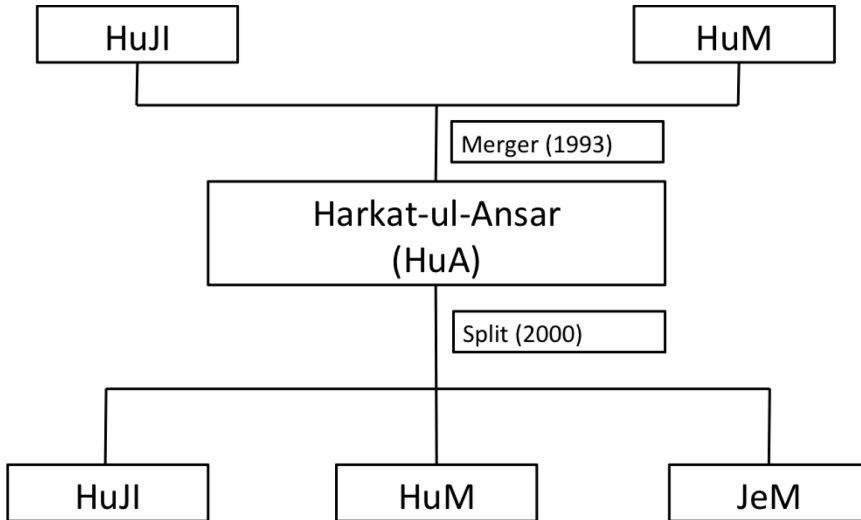 HuJI
HuM
Merger (1993)
Harkat-ul-Ansar
(HuA)
Split (2000)
HuJI
HuM
JeM